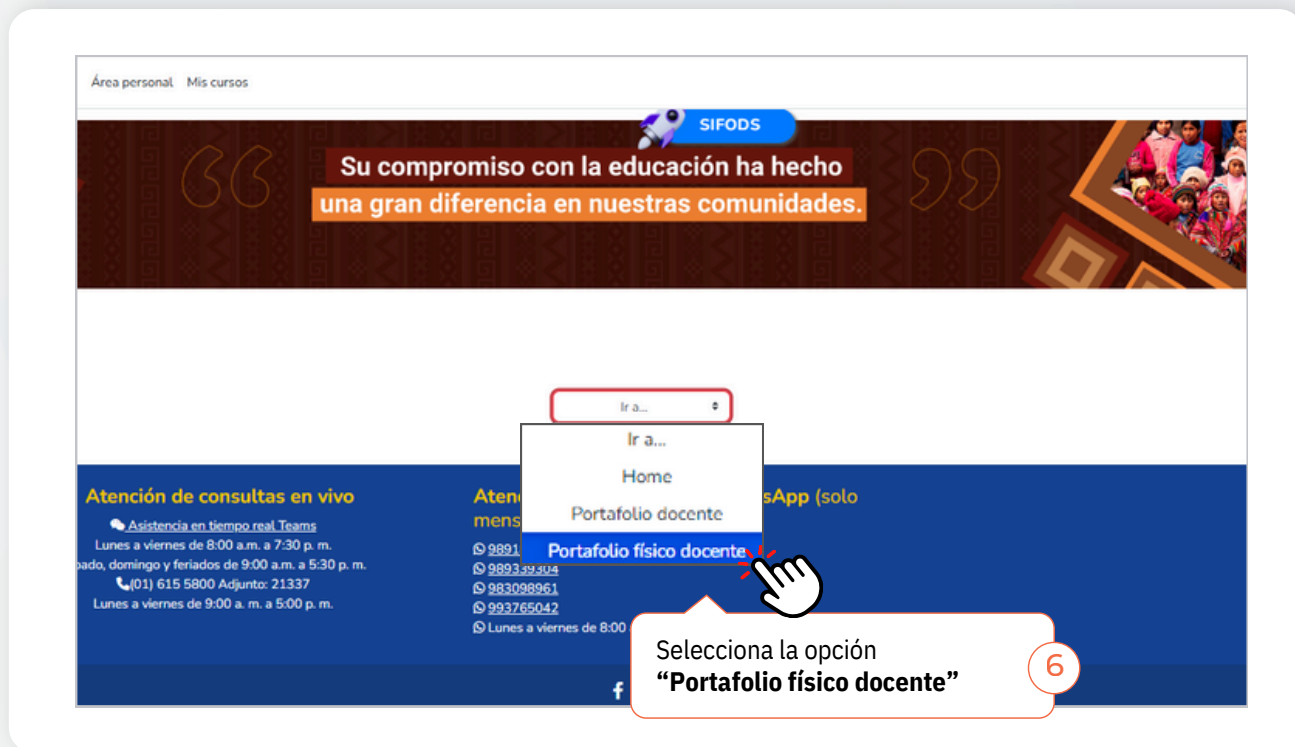 Área personal Mis cursos
SIFODS
Su compromiso con la educación ha hecho
una gran diferencia en nuestras comunidades.
Ir a...
Ir a...
Home
Portafolio docente
Portafolio físico docente
Atención de consultas en vivo
Asistencia en tiempo real Teams
Lunes a viernes de 8:00 a.m. a 7:30 p. m.
domingo y feriados de 9:00 a.m. a 5:30 p. m.
(01) 615 5800 Adjunto: 21337
Lunes a viernes de 9:00 a. m. a 5:00 p. m.
(solo
989339304
983098961
993765042
Lunes a viernes de 8:00
Selecciona la opción
“Portafolio físico docente”
6